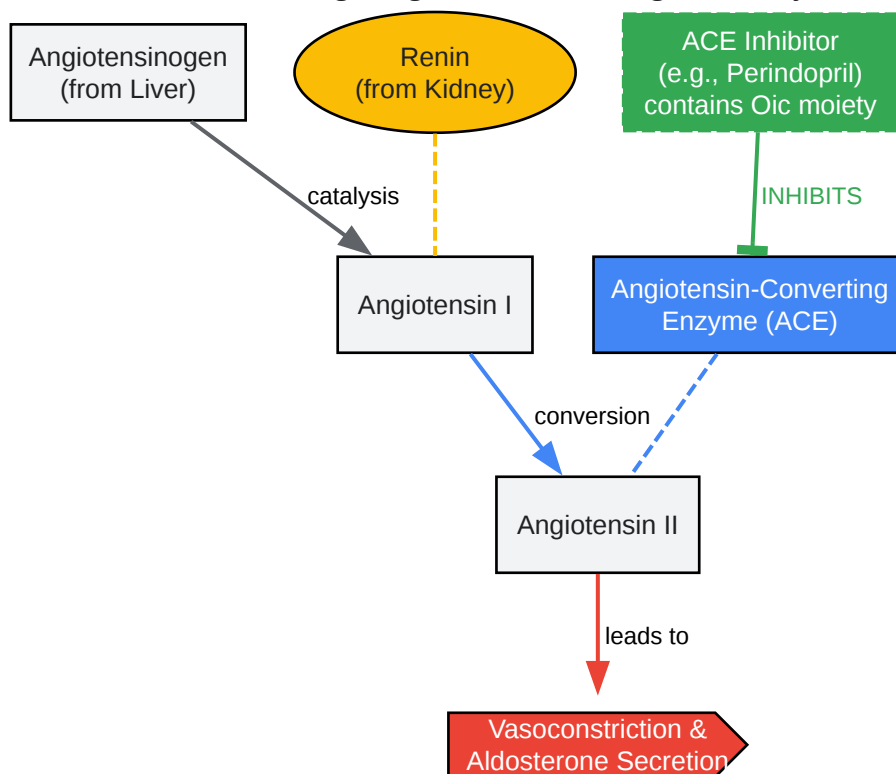 Angiotensinogen
(from Liver)
Renin
(from Kidney)
ACE Inhibitor
(e.g., Perindopril)
contains Oic moiety
catalysis
INHIBITS
Angiotensin I
Angiotensin-Converting
Enzyme (ACE)
conversion
Angiotensin II
leads to
Vasoconstriction &
Aldosterone Secretion